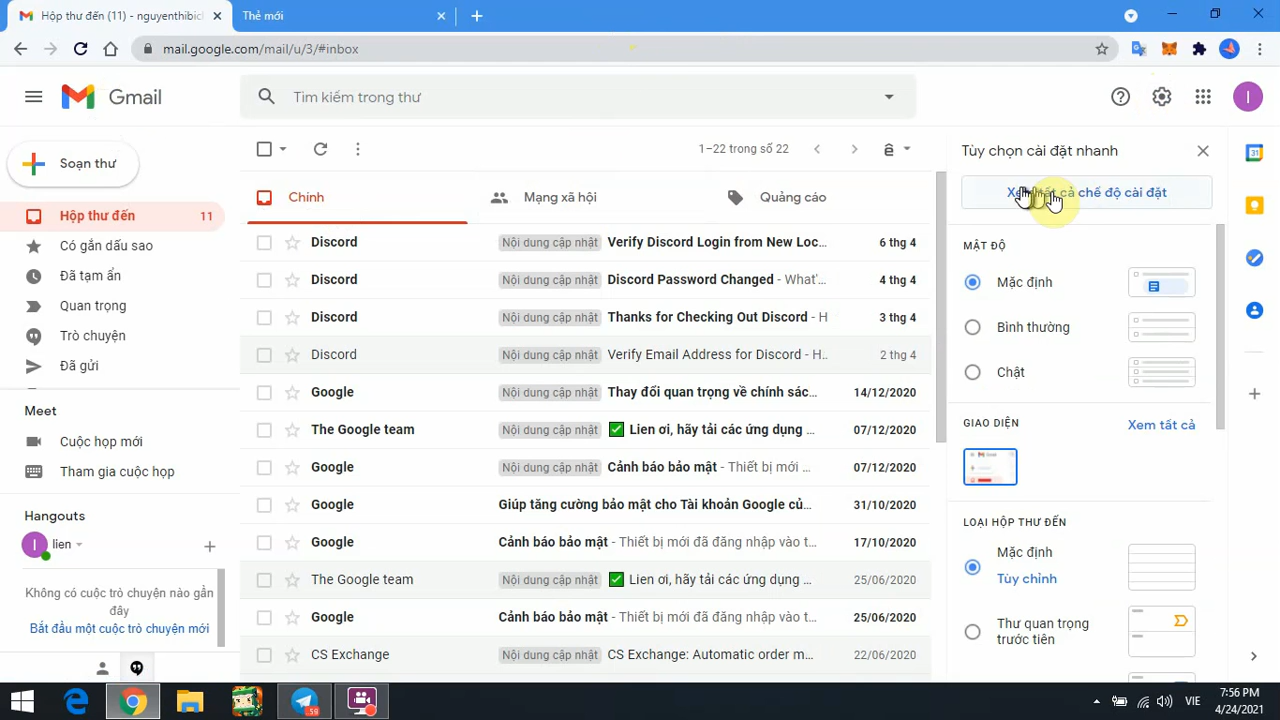 Hộp thư đến (11) - nguyenthibich
Thẻ mới
mail.google.com/mail/u/3/#inbox
Gmail
Tìm kiếm trong thư
I
Soạn thư
1–22 trong số 22
ê
Tùy chọn cài đặt nhanh
Hộp thư đến 11
Chính
Mạng xã hội
Quảng cáo
Xem tất cả chế độ cài đặt
Có gắn dấu sao
Đã tạm ẩn
Quan trọng
Trò chuyện
Đã gửi
Discord Nội dung cập nhật Verify Discord Login from New Loc... 6 thg 4
Discord Nội dung cập nhật Discord Password Changed - What'... 4 thg 4
Discord Nội dung cập nhật Thanks for Checking Out Discord - H 3 thg 4
Discord Nội dung cập nhật Verify Email Address for Discord - H.. 2 thg 4
Google Nội dung cập nhật Thay đổi quan trọng về chính sác... 14/12/2020
The Google team Nội dung cập nhật ✅ Lien ơi, hãy tải các ứng dụng ... 07/12/2020
Google Nội dung cập nhật Cảnh báo bảo mật - Thiết bị mới ... 07/12/2020
Google Giúp tăng cường bảo mật cho Tài khoản Google củ... 31/10/2020
Google Cảnh báo bảo mật - Thiết bị mới đã đăng nhập vào t... 17/10/2020
The Google team Nội dung cập nhật ✅ Lien ơi, hãy tải các ứng dụng ... 25/06/2020
Google Cảnh báo bảo mật - Thiết bị mới đã đăng nhập vào t... 25/06/2020
CS Exchange Nội dung cập nhật CS Exchange: Automatic order m... 22/06/2020
Meet
Cuộc họp mới
Tham gia cuộc họp
Hangouts
I lien
Không có cuộc trò chuyện nào gần
đây
Bắt đầu một cuộc trò chuyện mới
MẬT ĐỘ
Mặc định
Bình thường
Chật
GIAO DIỆN
Xem tất cả
LOẠI HỘP THƯ ĐẾN
Mặc định
Tùy chỉnh
Thư quan trọng
trước tiên
31
59
VIE
7:56 PM
4/24/2021